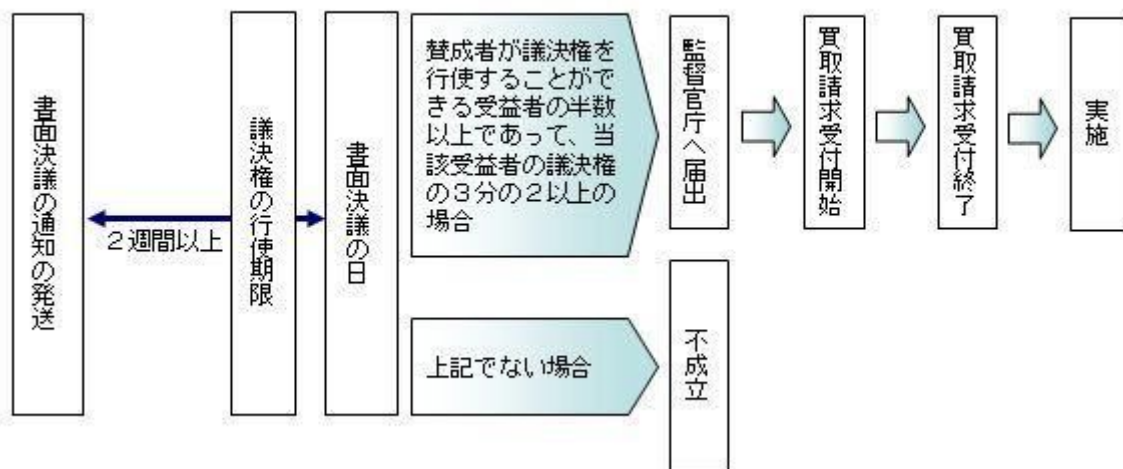 書面決議の通知の発送
２週間以上
議決権の行使期限
書面決議の日
賛成者が議決権を
行使することがで
きる受益者の半数
以上であって、当
該受益者の議決権
の３分の２以上の
場合
監督官庁へ届出
買取請求受付開始
買取請求受付終了
実施
上記でない場合
不成立